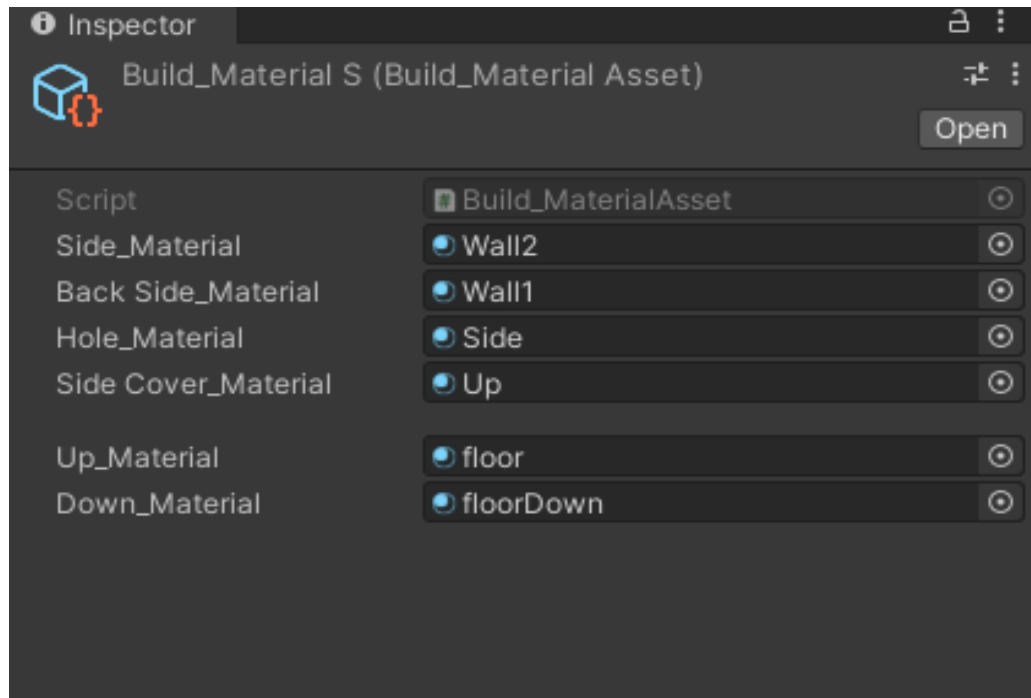 Inspector
Build_Material S (Build_Material Asset)
Open
Script Build_MaterialAsset
Side_Material Wall2
Back Side_Material Wall1
Hole_Material Side
Side Cover_Material Up
Up_Material floor
Down_Material floorDown